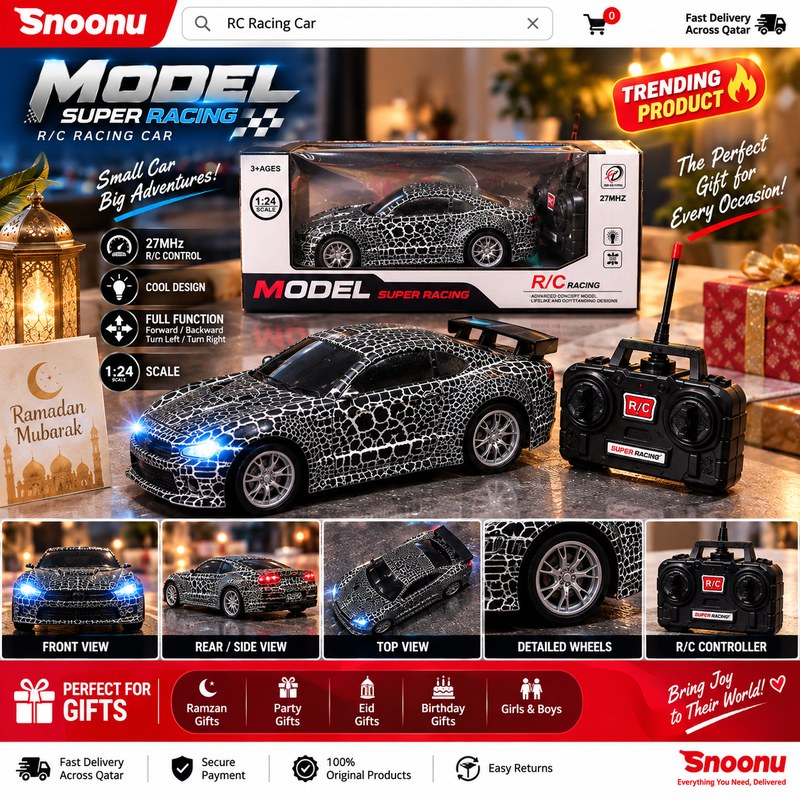 Snoonu
RC Racing Car
0
Fast Delivery
Across Qatar
MODEL
SUPER RACING
R/C RACING CAR
TRENDING
PRODUCT
Small Car
Big Adventures!
The Perfect
Gift for
Every Occasion!
3+AGES
1:24
SCALE
27MHZ
MODEL SUPER RACING
R/C RACING
ADVANCED CONCEPT MODEL
27MHz
R/C CONTROL
COOL DESIGN
FULL FUNCTION
Forward / Backward
Turn Left / Turn Right
1:24
SCALE
SCALE
Ramadan
Mubarak
R/C
SUPER RACING
FRONT VIEW
REAR / SIDE VIEW
TOP VIEW
DETAILED WHEELS
R/C
SUPER RACING
R/C CONTROLLER
PERFECT FOR
GIFTS
Ramzan
Gifts
Party
Gifts
Eid
Gifts
Birthday
Gifts
Girls & Boys
Bring Joy
to Their World!
Fast Delivery
Across Qatar
Secure
Payment
100%
Original Products
Easy Returns
Snoonu
Everything You Need, Delivered